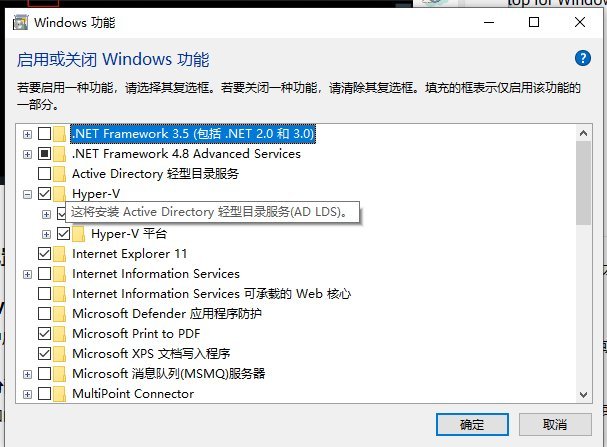 top for Window
Windows 功能
启用或关闭 Windows 功能
若要启用一种功能，请选择其复选框。若要关闭一种功能，请清除其复选框。填充的框表示仅启用该功能的
一部分。
.NET Framework 3.5 (包括 .NET 2.0 和 3.0)
.NET Framework 4.8 Advanced Services
Active Directory 轻型目录服务
Hyper-V
这将安装 Active Directory 轻型目录服务(AD LDS)。
Hyper-V 平台
Internet Explorer 11
Internet Information Services
Internet Information Services 可承载的 Web 核心
Microsoft Defender 应用程序防护
Microsoft Print to PDF
Microsoft XPS 文档写入程序
Microsoft 消息队列(MSMQ)服务器
MultiPoint Connector
确定
取消